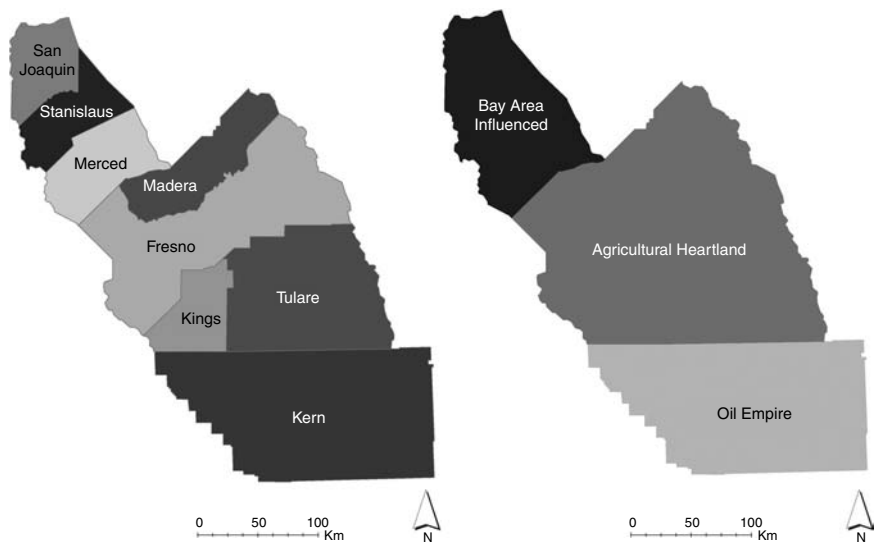 San
Joaquin
Stanislaus
Merced
Madera
Fresno
Kings
Tulare
Kern
0 50 100
Km
N
Bay Area
Influenced
Agricultural Heartland
Oil Empire
0 50 100
Km
N